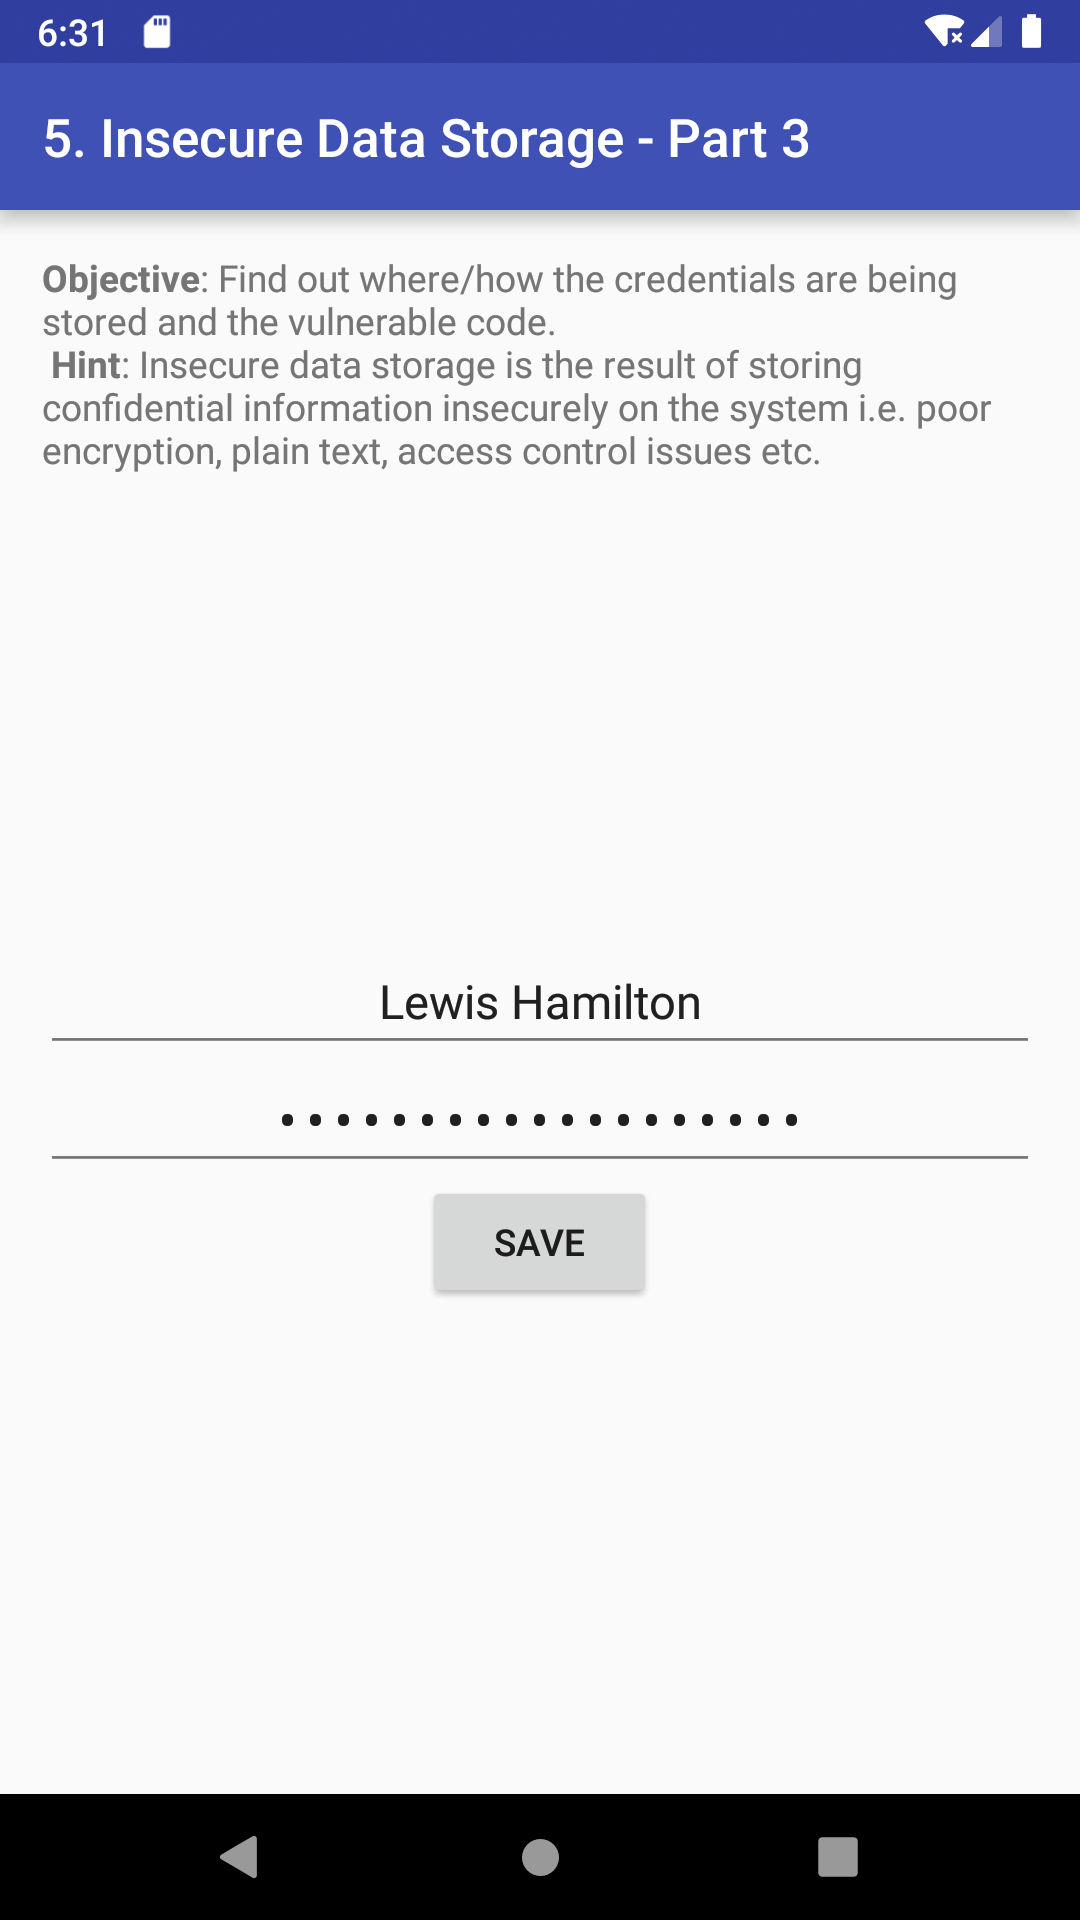 6:31
5. Insecure Data Storage - Part 3
Objective: Find out where/how the credentials are being
stored and the vulnerable code.
Hint: Insecure data storage is the result of storing
confidential information insecurely on the system i.e. poor
encryption, plain text, access control issues etc.
Lewis Hamilton
•••••••••••••••••••
SAVE